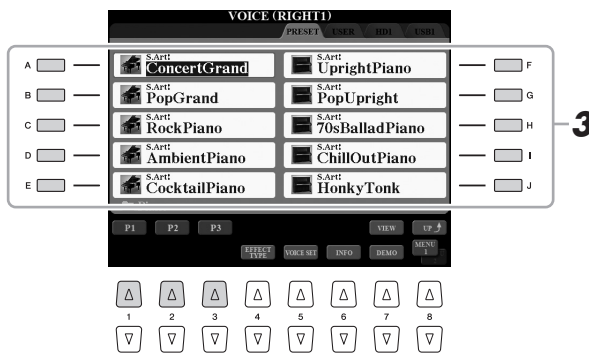 VOICE (RIGHT1)
PRESET USER HD1 USB1
A S.Art! ConcertGrand S.Art! UprightPiano F
B S.Art! PopGrand S.Art! PopUpright G
C S.Art! RockPiano S.Art! 70sBalladPiano H
D S.Art! AmbientPiano S.Art! ChillOutPiano I
E S.Art! CocktailPiano S.Art! HonkyTonk J
3
P1 P2 P3 VIEW UP
EFFECT TYPE VOICE SET INFO DEMO MENU 1
1 2 3 4 5 6 7 8